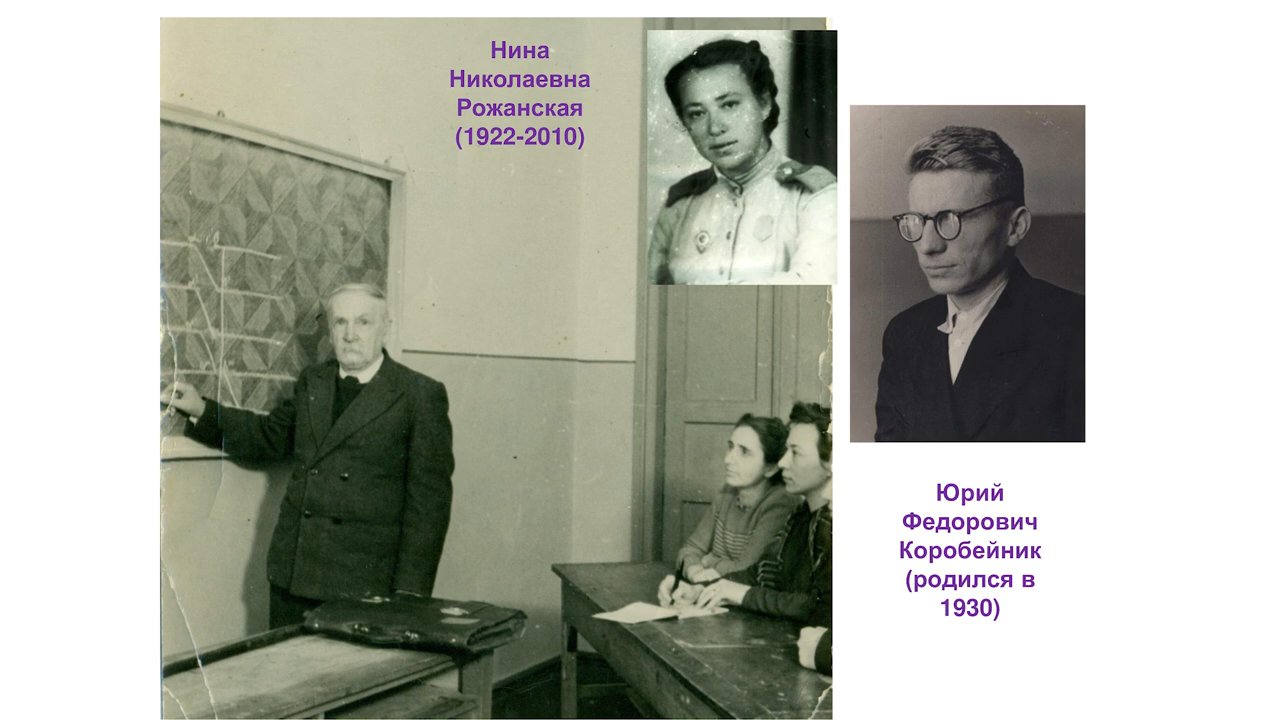 Нина
Николаевна
Рожанская
(1922-2010)
Юрий
Федорович
Коробейник
(родился в
1930)